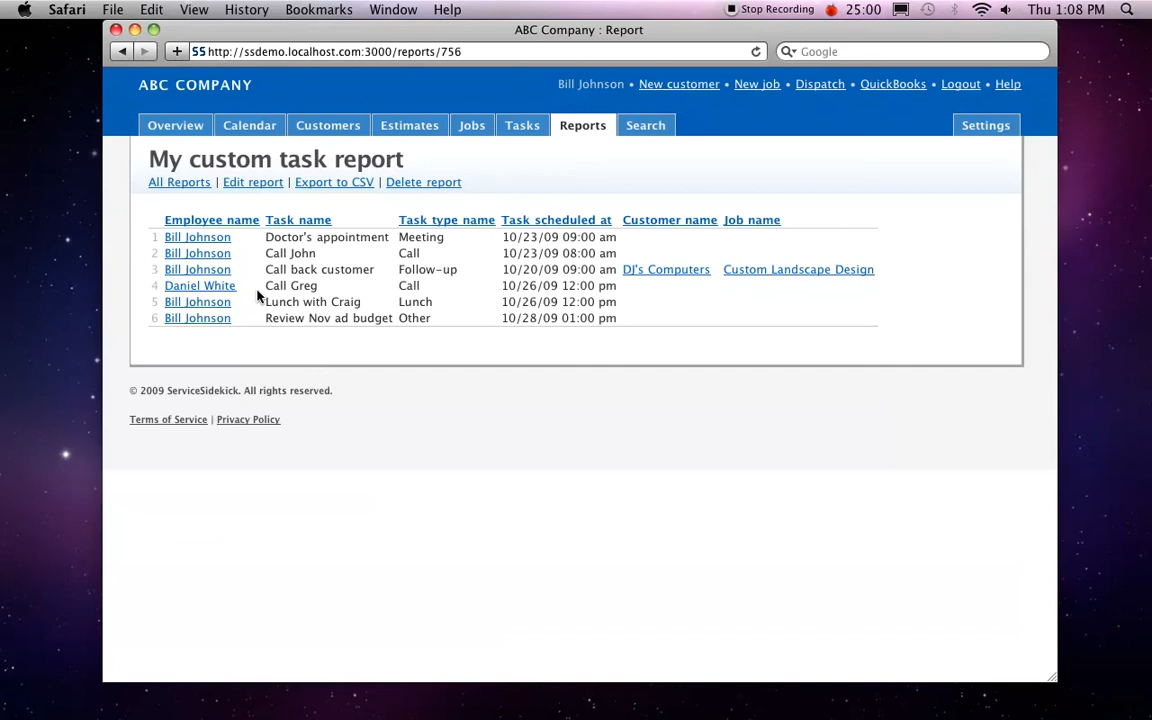 Safari File Edit View History Bookmarks Window Help Stop Recording 25:00 Thu 1:08 PM
ABC Company : Report
SS http://ssdemo.localhost.com:3000/reports/756 Google
ABC COMPANY Bill Johnson • New customer • New job • Dispatch • QuickBooks • Logout • Help
Overview Calendar Customers Estimates Jobs Tasks Reports Search Settings
My custom task report
All Reports | Edit report | Export to CSV | Delete report
Employee name Task name Task type name Task scheduled at Customer name Job name
1 Bill Johnson Doctor's appointment Meeting 10/23/09 09:00 am
2 Bill Johnson Call John Call 10/23/09 08:00 am
3 Bill Johnson Call back customer Follow-up 10/20/09 09:00 am DJ's Computers Custom Landscape Design
4 Daniel White Call Greg Call 10/26/09 12:00 pm
5 Bill Johnson Lunch with Craig Lunch 10/26/09 12:00 pm
6 Bill Johnson Review Nov ad budget Other 10/28/09 01:00 pm
© 2009 ServiceSidekick. All rights reserved.
Terms of Service | Privacy Policy